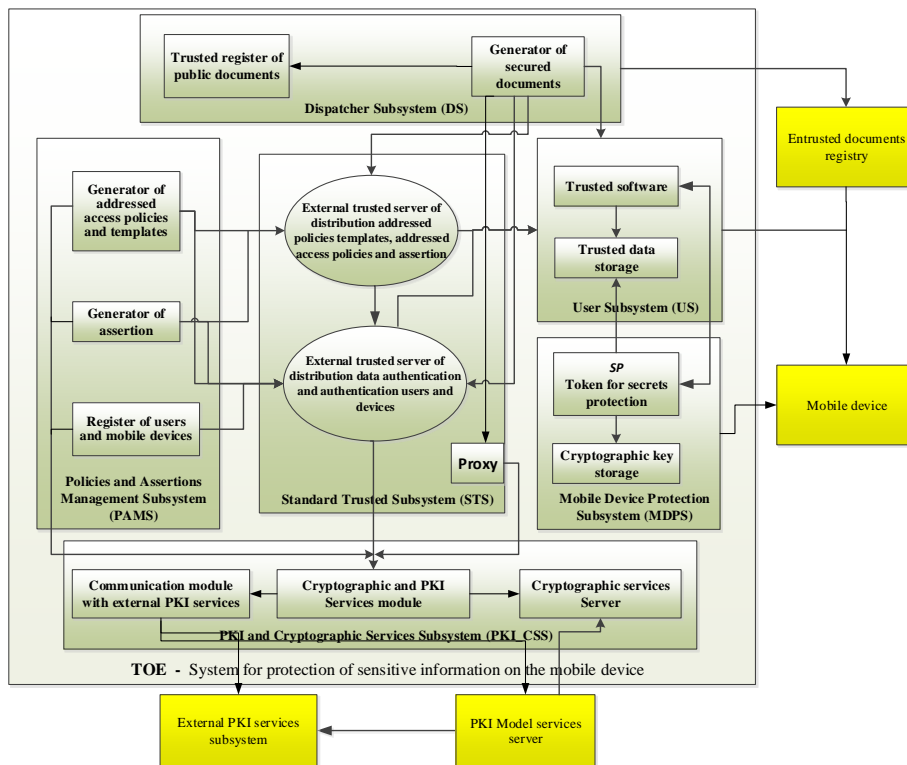 Trusted register of
public documents
Generator of
secured
documents
Dispatcher Subsystem (DS)
Entrusted documents
registry
Generator of
addressed
access policies
and templates
External trusted server of
distribution addressed
policies templates, addressed
access policies and assertion
Trusted software
Trusted data
storage
User Subsystem (US)
Generator of
assertion
External trusted server of
distribution data authentication
and authentication users and
devices
SP
Token for secrets
protection
Mobile device
Register of users
and mobile devices
Proxy
Cryptographic key
storage
Policies and Assertions
Management Subsystem
(PAMS)
Standard Trusted Subsystem (STS)
Mobile Device Protection
Subsystem (MDPS)
Communication module
with external PKI services
Cryptographic and PKI
Services module
Cryptographic services
Server
PKI and Cryptographic Services Subsystem (PKI_CSS)
TOE - System for protection of sensitive information on the mobile device
External PKI services
subsystem
PKI Model services
server